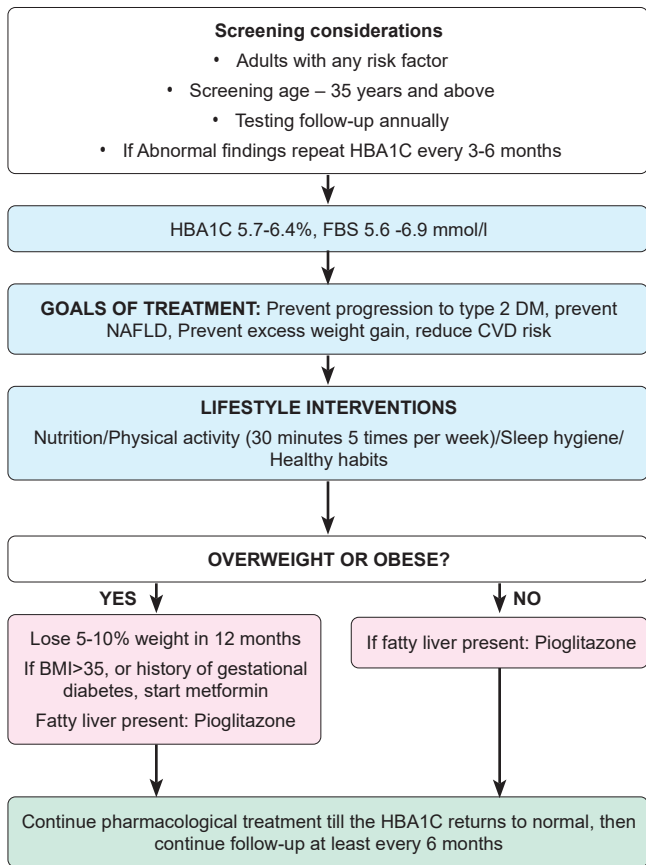 Screening considerations
• Adults with any risk factor
• Screening age – 35 years and above
• Testing follow-up annually
• If Abnormal findings repeat HBA1C every 3-6 months
HBA1C 5.7-6.4%, FBS 5.6 -6.9 mmol/l
GOALS OF TREATMENT: Prevent progression to type 2 DM, prevent
NAFLD, Prevent excess weight gain, reduce CVD risk
LIFESTYLE INTERVENTIONS
Nutrition/Physical activity (30 minutes 5 times per week)/Sleep hygiene/
Healthy habits
OVERWEIGHT OR OBESE?
YES
Lose 5-10% weight in 12 months
If BMI>35, or history of gestational
diabetes, start metformin
Fatty liver present: Pioglitazone
NO
If fatty liver present: Pioglitazone
Continue pharmacological treatment till the HBA1C returns to normal, then
continue follow-up at least every 6 months